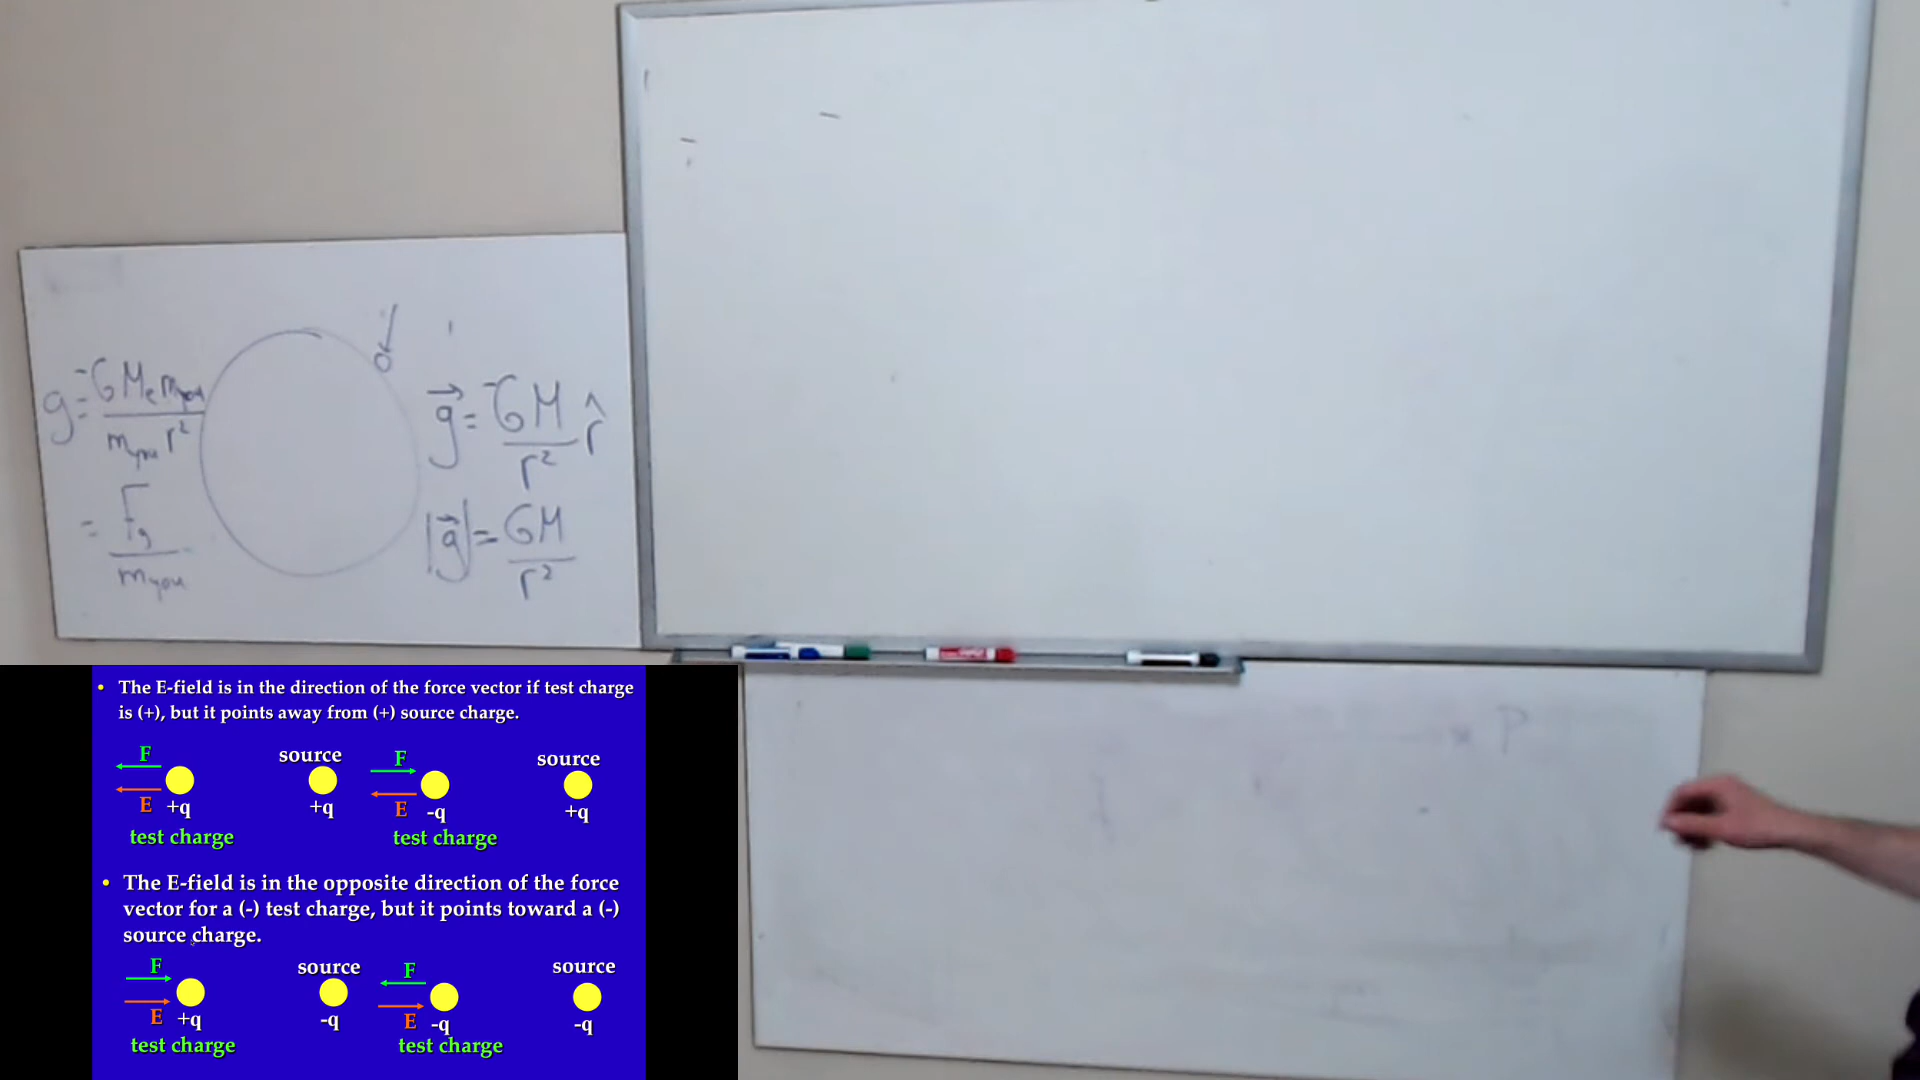 g = -G Me myou
myou r²
= Fg
myou
g⃗ = -GM r̂
r²
|g⃗| = GM
r²
P
• The E-field is in the direction of the force vector if test charge
is (+), but it points away from (+) source charge.
F source F source
E +q +q E -q +q
test charge test charge
• The E-field is in the opposite direction of the force
vector for a (-) test charge, but it points toward a (-)
source charge.
F source F source
E +q -q E -q -q
test charge test charge